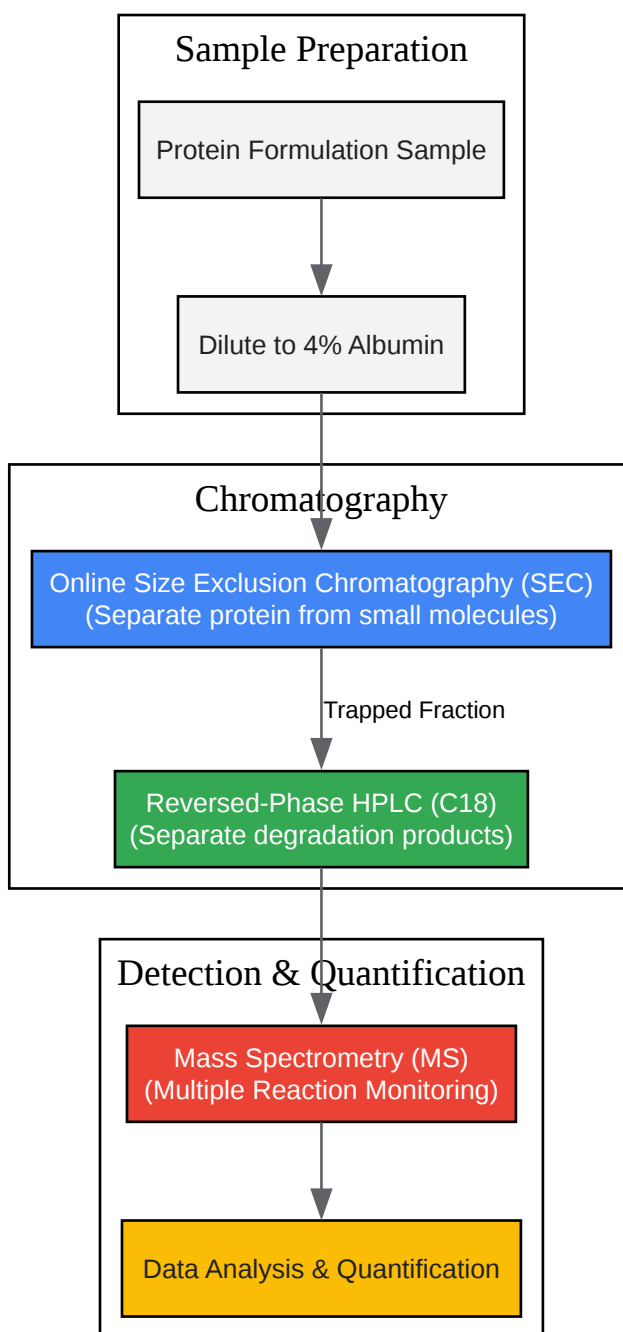 Sample Preparation
Protein Formulation Sample
Dilute to 4% Albumin
Chromatography
Online Size Exclusion Chromatography (SEC)
(Separate protein from small molecules)
Trapped Fraction
Reversed-Phase HPLC (C18)
(Separate degradation products)
Detection & Quantification
Mass Spectrometry (MS)
(Multiple Reaction Monitoring)
Data Analysis & Quantification